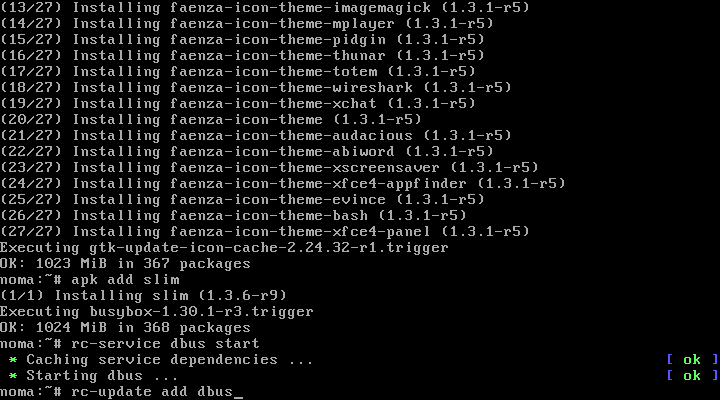 (13/27) Installing faenza-icon-theme-imagemagick (1.3.1-r5)
(14/27) Installing faenza-icon-theme-mplayer (1.3.1-r5)
(15/27) Installing faenza-icon-theme-pidgin (1.3.1-r5)
(16/27) Installing faenza-icon-theme-thunar (1.3.1-r5)
(17/27) Installing faenza-icon-theme-totem (1.3.1-r5)
(18/27) Installing faenza-icon-theme-wireshark (1.3.1-r5)
(19/27) Installing faenza-icon-theme-xchat (1.3.1-r5)
(20/27) Installing faenza-icon-theme (1.3.1-r5)
(21/27) Installing faenza-icon-theme-audacious (1.3.1-r5)
(22/27) Installing faenza-icon-theme-abiword (1.3.1-r5)
(23/27) Installing faenza-icon-theme-xscreensaver (1.3.1-r5)
(24/27) Installing faenza-icon-theme-xfce4-appfinder (1.3.1-r5)
(25/27) Installing faenza-icon-theme-evince (1.3.1-r5)
(26/27) Installing faenza-icon-theme-bash (1.3.1-r5)
(27/27) Installing faenza-icon-theme-xfce4-panel (1.3.1-r5)
Executing gtk-update-icon-cache-2.24.32-r1.trigger
OK: 1023 MiB in 367 packages
noma:~# apk add slim
(1/1) Installing slim (1.3.6-r9)
Executing busybox-1.30.1-r3.trigger
OK: 1024 MiB in 368 packages
noma:~# rc-service dbus start
 * Caching service dependencies ... [ ok ]
 * Starting dbus ... [ ok ]
noma:~# rc-update add dbus_